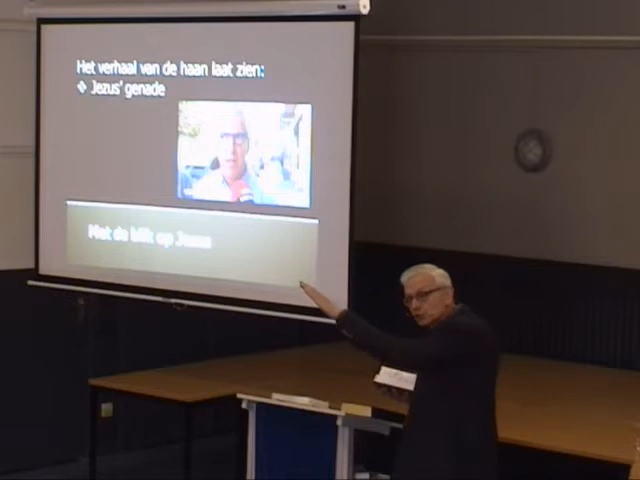 Het verhaal van de haan laat zien:
❖ Jezus' genade
Met de blik op Jezus